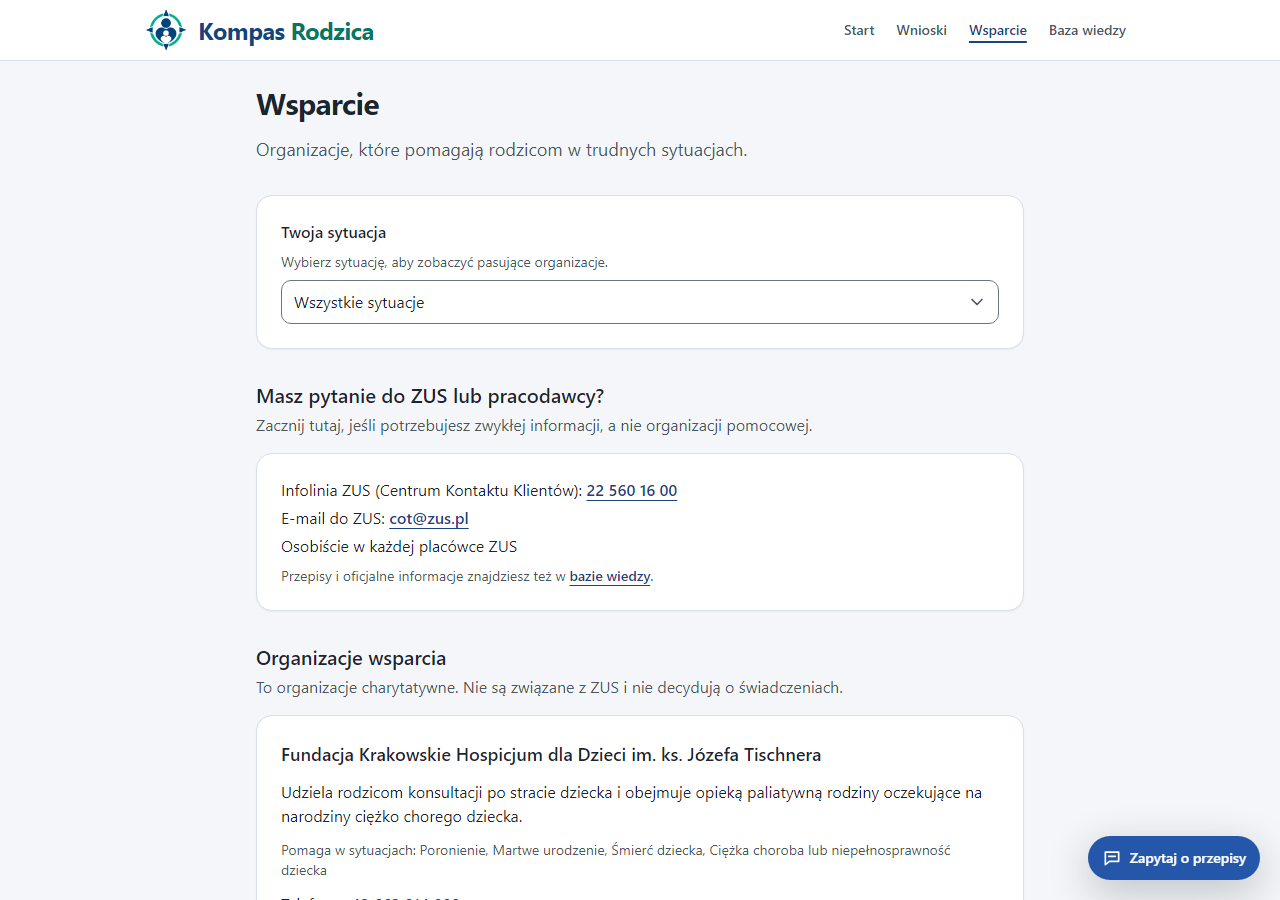 Kompas Rodzica
Start
Wnioski
Wsparcie
Baza wiedzy
Wsparcie
Organizacje, które pomagają rodzicom w trudnych sytuacjach.
Twoja sytuacja
Wybierz sytuację, aby zobaczyć pasujące organizacje.
Wszystkie sytuacje
Masz pytanie do ZUS lub pracodawcy?
Zacznij tutaj, jeśli potrzebujesz zwykłej informacji, a nie organizacji pomocowej.
Infolinia ZUS (Centrum Kontaktu Klientów): 22 560 16 00
E-mail do ZUS: cot@zus.pl
Osobiście w każdej placówce ZUS
Przepisy i oficjalne informacje znajdziesz też w bazie wiedzy.
Organizacje wsparcia
To organizacje charytatywne. Nie są związane z ZUS i nie decydują o świadczeniach.
Fundacja Krakowskie Hospicjum dla Dzieci im. ks. Józefa Tischnera
Udziela rodzicom konsultacji po stracie dziecka i obejmuje opieką paliatywną rodziny oczekujące na
narodziny ciężko chorego dziecka.
Pomaga w sytuacjach: Poronienie, Martwe urodzenie, Śmierć dziecka, Ciężka choroba lub niepełnosprawność
dziecka
Zapytaj o przepisy